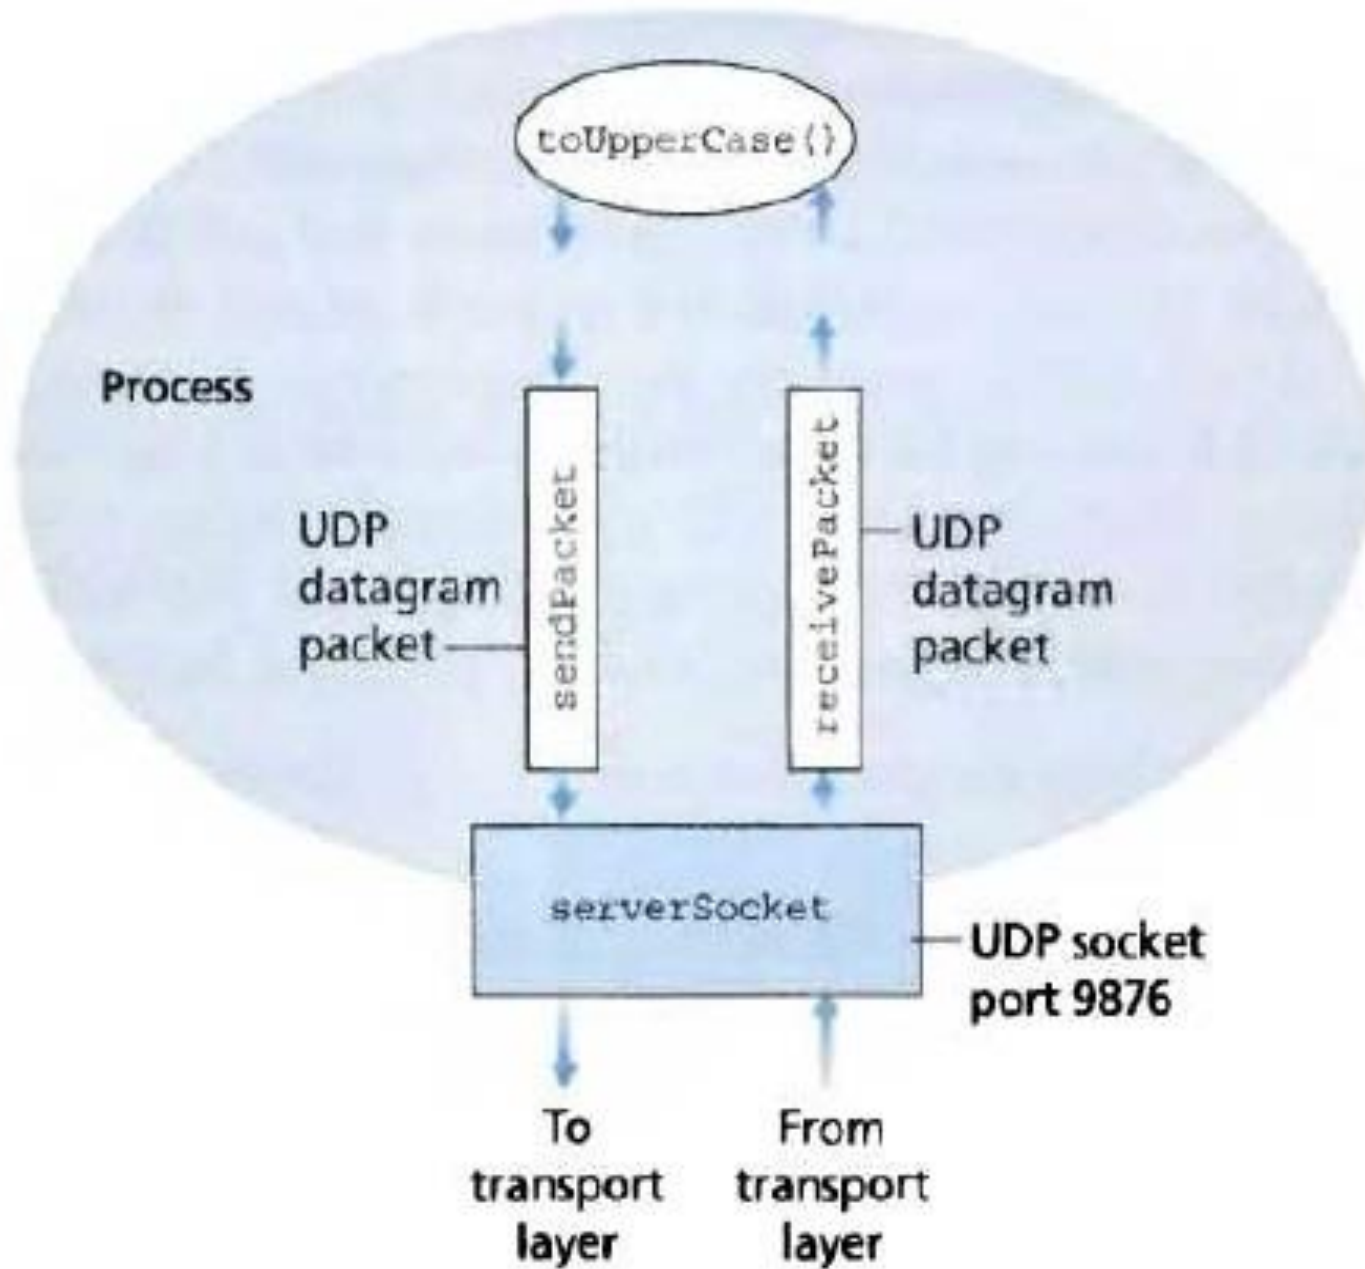 toUpperCase()
Process
sendPacket
receivePacket
UDP
datagram
packet
UDP
datagram
packet
serverSocket
UDP socket
port 9876
To
transport
layer
From
transport
layer